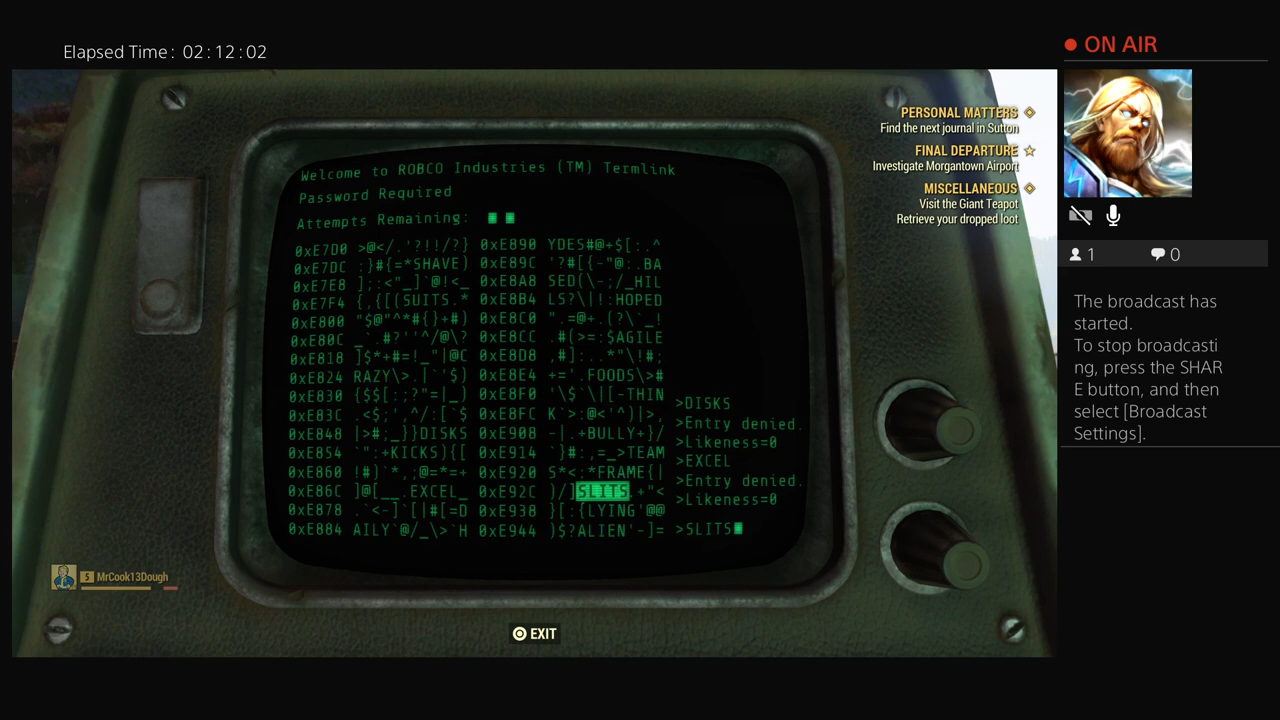 Elapsed Time: 02:12:02
ON AIR
PERSONAL MATTERS
Find the next journal in Sutton
FINAL DEPARTURE
Investigate Morgantown Airport
MISCELLANEOUS
Visit the Giant Teapot
Retrieve your dropped loot
Welcome to ROBCO Industries (TM) Termlink
Password Required
Attempts Remaining:
0xE7D0 >@</.'?!!/?} 0xE890 YDES#@+$[:.^
0xE7DC :}#{=*SHAVE) 0xE89C '?#[{-"@:.BA
0xE7E8 ];:<"_]`@!<_ 0xE8A8 SED(\-;/_HIL
0xE7F4 {,{[(SUITS.* 0xE8B4 LS?\|!:HOPED
0xE800 "$@"^*#{}+#) 0xE8C0 ".=@+.(?\`_!
0xE80C _`.#?''^/@\? 0xE8CC .#(>=:$AGILE
0xE818 ]$*+#=!_"|@C 0xE8D8 ,#]:..*"\!#;
0xE824 RAZY\>.|`'$) 0xE8E4 +='.FOODS\>#
0xE830 {$$[:;?"=|_) 0xE8F0 '\$`\|[-THIN
0xE83C .<$;',^/:[`$ 0xE8FC K`>:@<'^)|>,
0xE848 |>#;_}}DISKS 0xE908 -|.+BULLY+}/
0xE854 `":+KICKS){[ 0xE914 `}#:,=_>TEAM
0xE860 !#)`*,;@=*=+ 0xE920 S*<:*FRAME{|
0xE86C ]@[__.EXCEL_ 0xE92C )/]SLITS.+"<
0xE878 .`<-]`[|#[=D 0xE938 }[:{LYING'@@
0xE884 AILY`@/_\>`H 0xE944 )$?ALIEN'-]=
>DISKS
>Entry denied.
>Likeness=0
>EXCEL
>Entry denied.
>Likeness=0
>SLITS
5 MrCook13Dough
EXIT
1
0
The broadcast has
started.
To stop broadcasti
ng, press the SHAR
E button, and then
select [Broadcast
Settings].